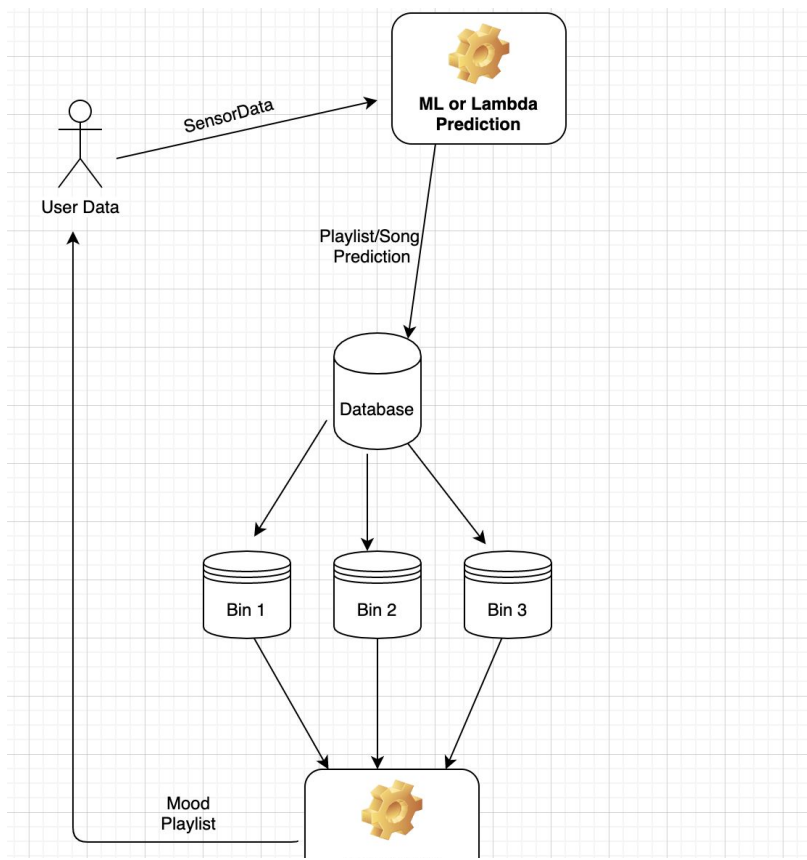 ML or Lambda
Prediction
SensorData
User Data
Playlist/Song
Prediction
Database
Bin 1
Bin 2
Bin 3
Mood
Playlist